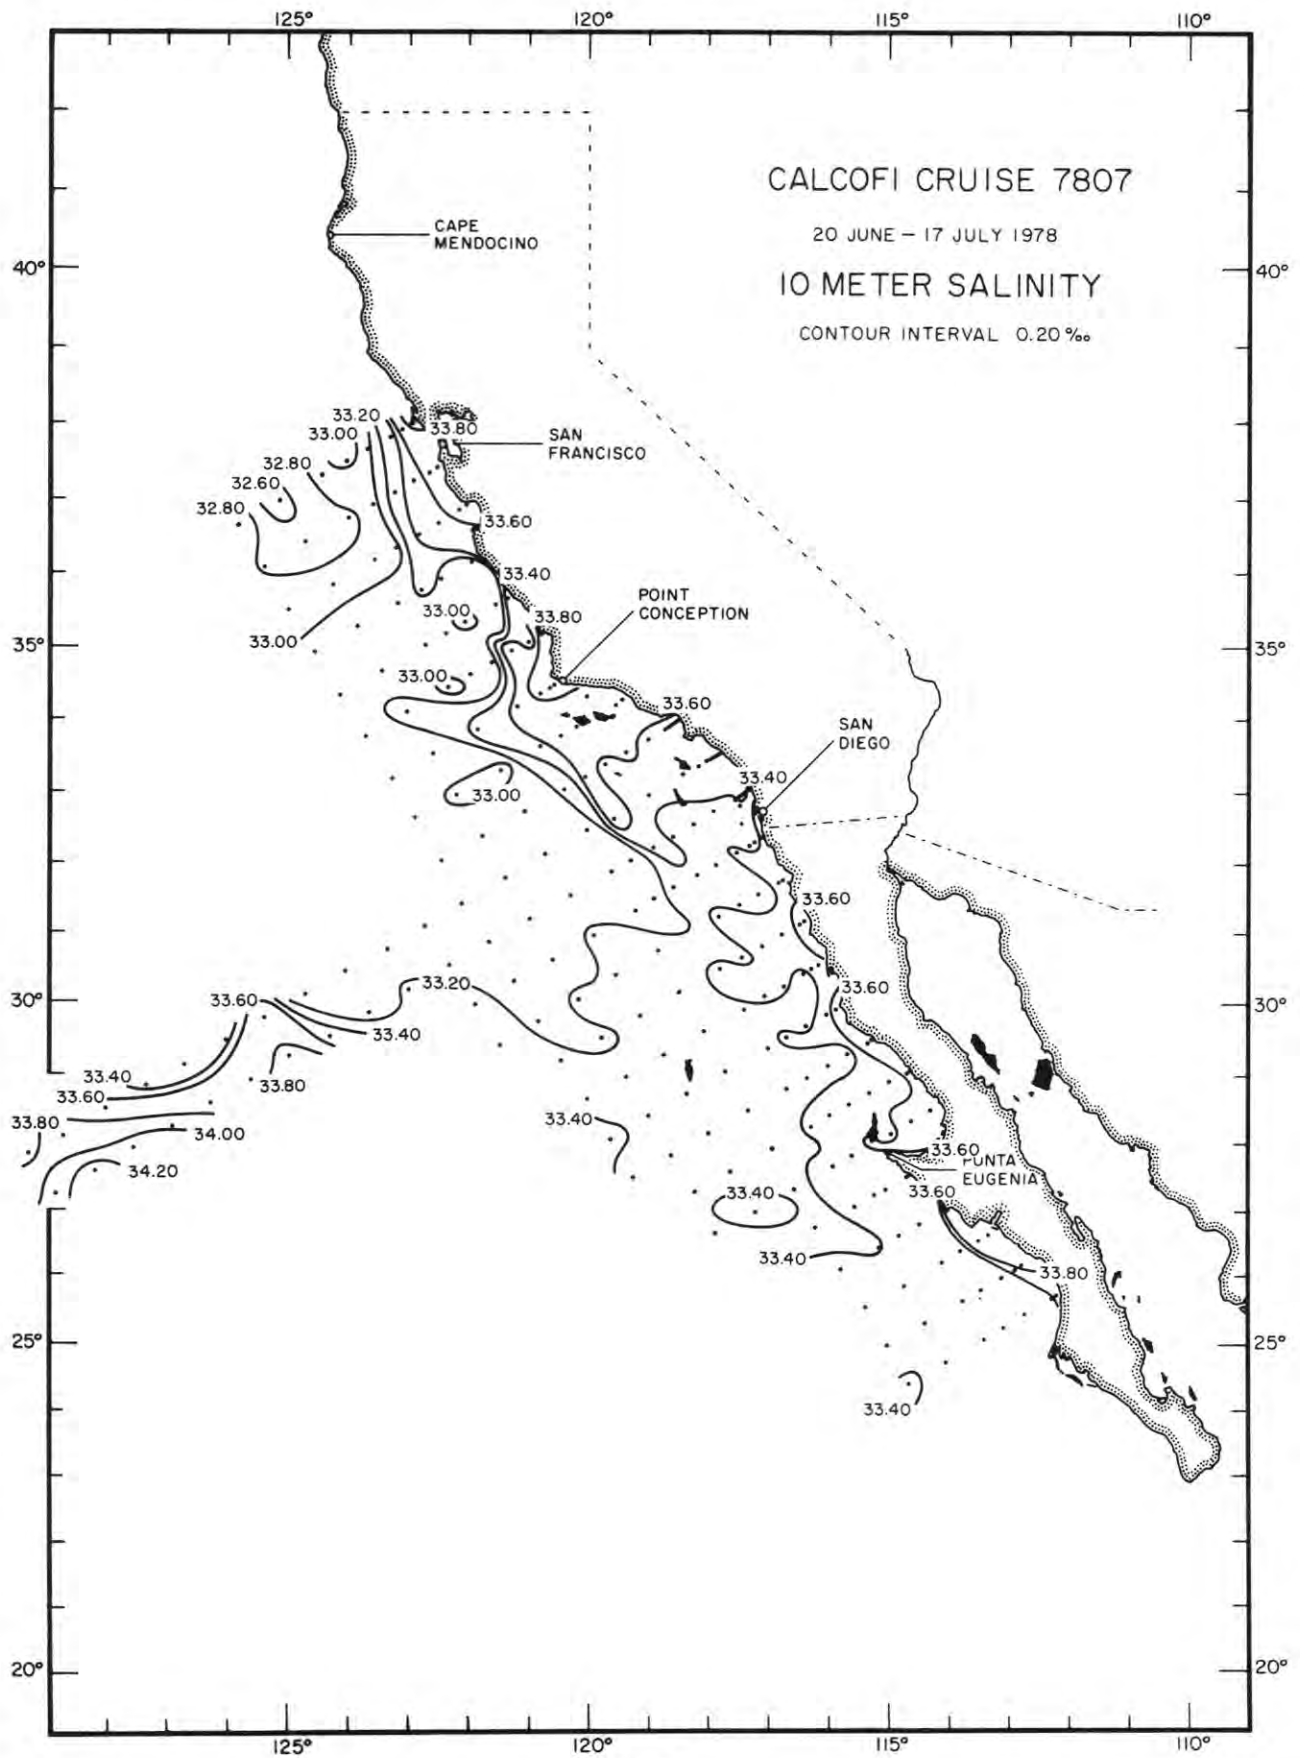 125° 120° 115° 110°
CALCOFI CRUISE 7807
20 JUNE – 17 JULY 1978
10 METER SALINITY
CONTOUR INTERVAL 0.20 ‰
CAPE
MENDOCINO
40° 40°
33.20
33.00
33.80
SAN
FRANCISCO
32.80
32.60
32.80
33.60
33.40
POINT
CONCEPTION
33.00
33.80
33.00
35° 35°
33.00
33.60
SAN
DIEGO
33.40
33.00
33.60
33.20
33.60
33.60
30° 30°
33.40
33.40
33.80
33.60
33.80
33.40
34.00
33.60
34.20
PUNTA
EUGENIA
33.40
33.60
33.40
33.80
25° 25°
33.40
20° 20°
125° 120° 115° 110°